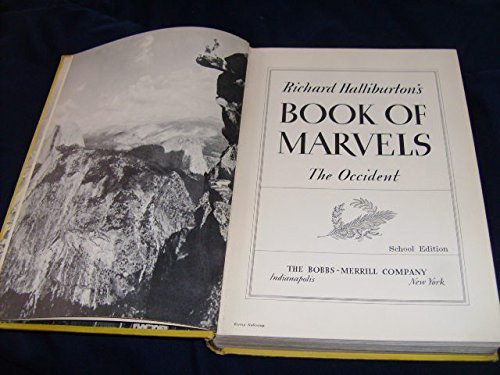 Richard Halliburton's
BOOK OF
MARVELS
The Occident
School Edition
THE BOBBS-MERRILL COMPANY
Indianapolis New York